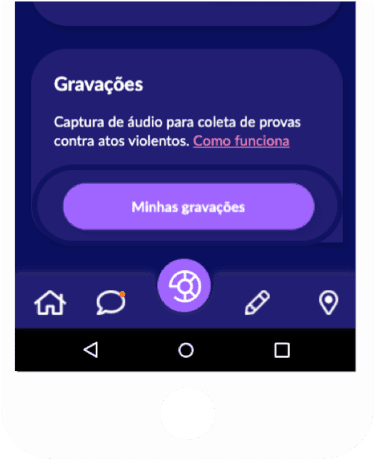 Gravações
Captura de áudio para coleta de provas
contra atos violentos. Como funciona
Minhas gravações